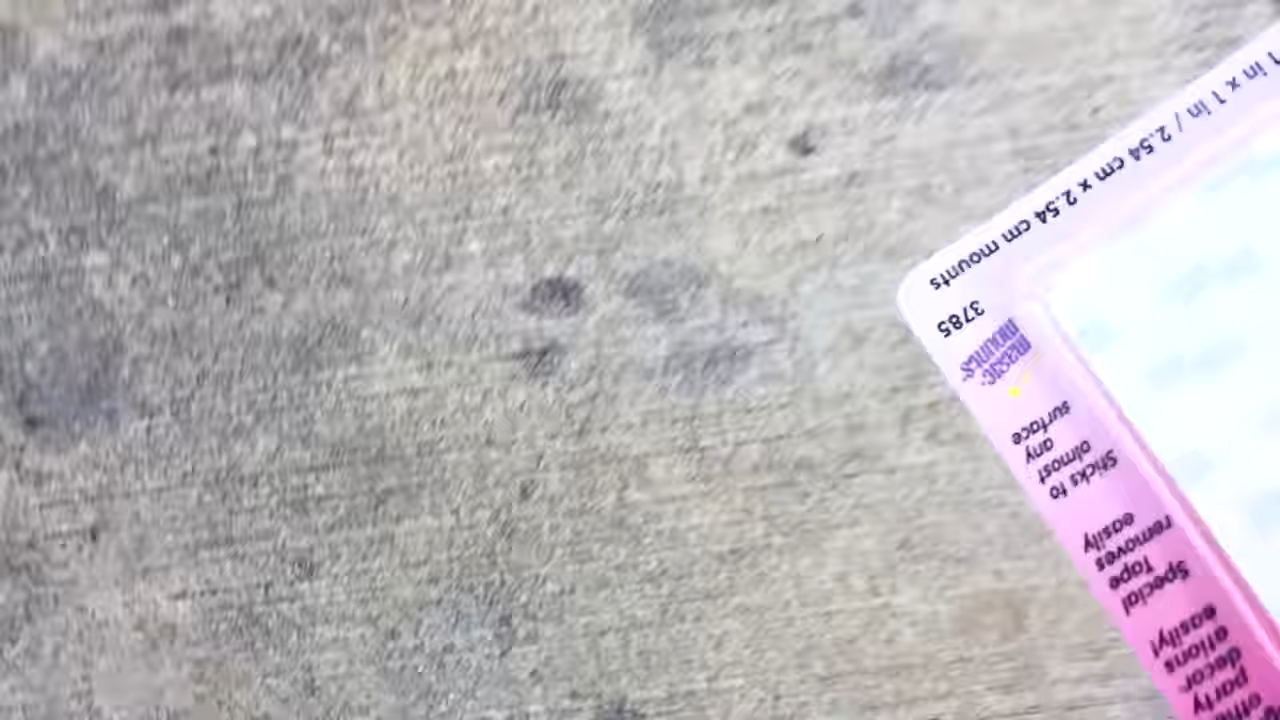 party
decor-
ations
easily!
Special
Tape
removes
easily
Sticks to
almost
any
surface
magic
mounts
3785
1 in x 1 in / 2.54 cm x 2.54 cm mounts